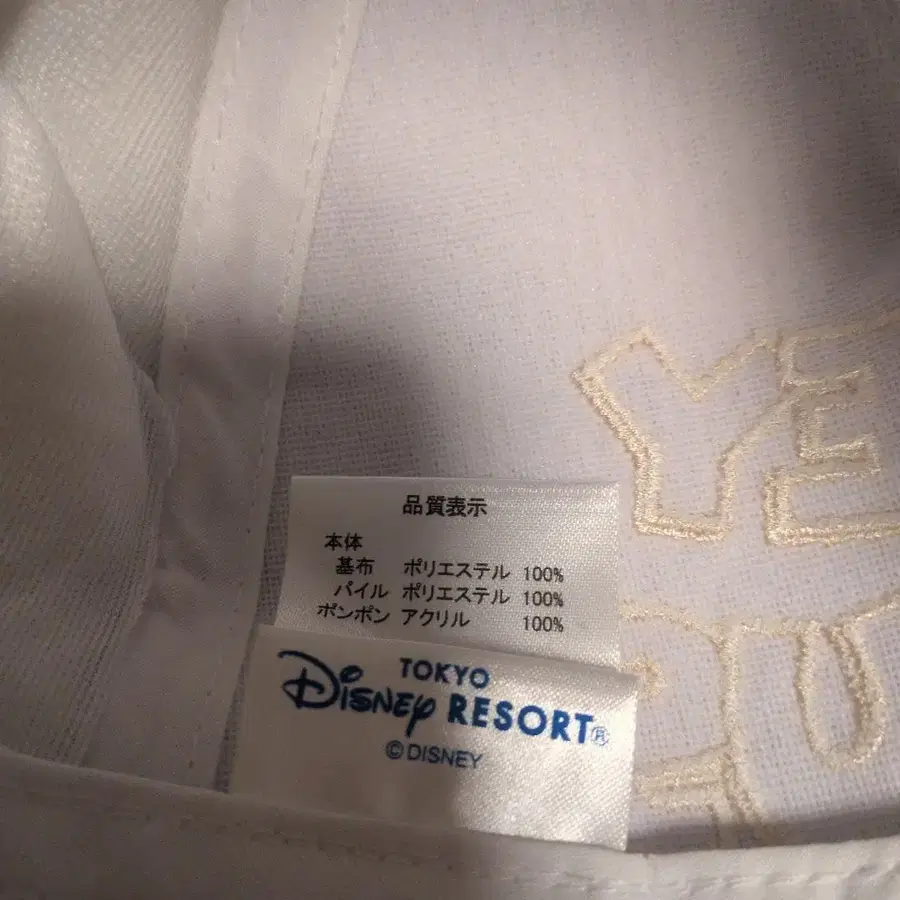 YE
品質表示
本体
基布 ポリエステル 100%
パイル ポリエステル 100%
ポンポン アクリル 100%
TOKYO
DISNEY RESORT®
©DISNEY